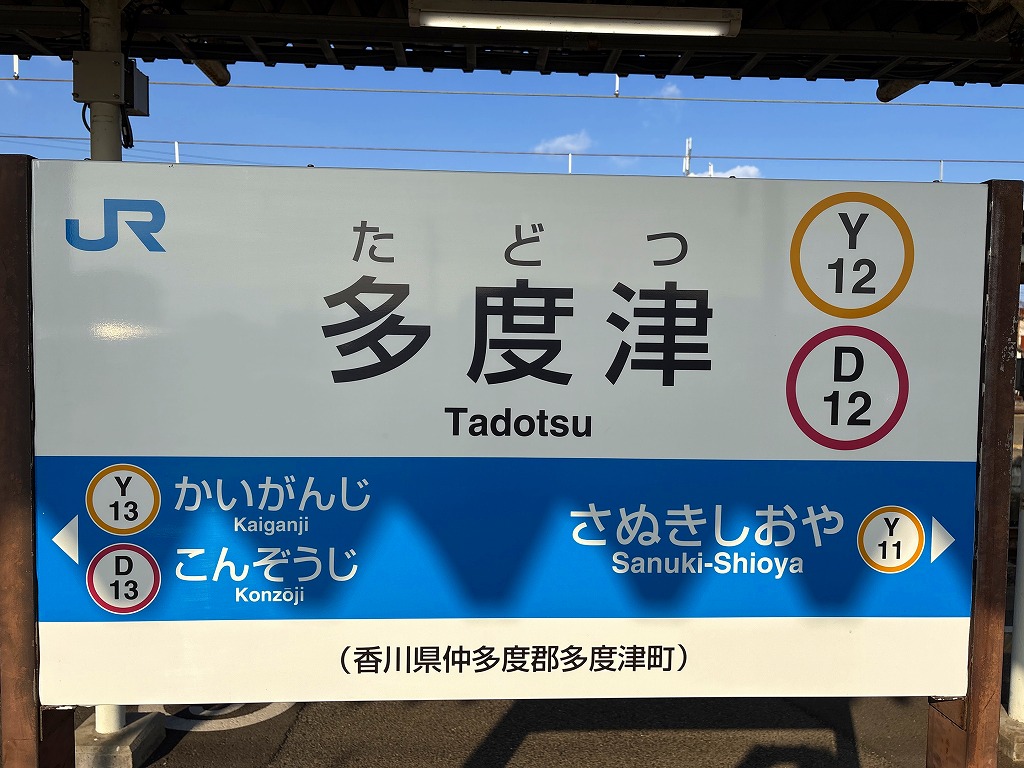 JR
たどつ
多度津
Tadotsu
Y
12
D
12
Y
13
かいがんじ
Kaiganji
D
13
こんぞうじ
Konzōji
さぬきしおや
Sanuki-Shioya
Y
11
（香川県仲多度郡多度津町）